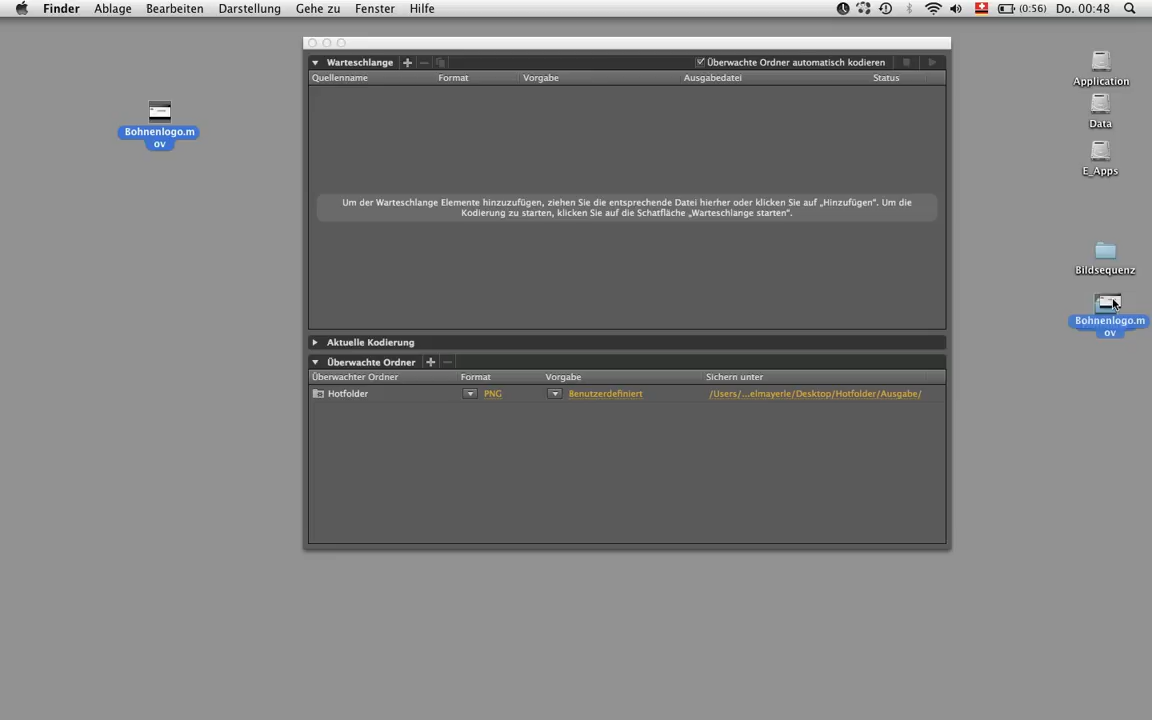 Finder Ablage Bearbeiten Darstellung Gehe zu Fenster Hilfe (0:56) Do. 00:48
Warteschlange Überwachte Ordner automatisch kodieren
Quellenname Format Vorgabe Ausgabedatei Status
Application
Data
Bohnenlogo.m
ov
E_Apps
Um der Warteschlange Elemente hinzuzufügen, ziehen Sie die entsprechende Datei hierher oder klicken Sie auf „Hinzufügen“. Um die
Kodierung zu starten, klicken Sie auf die Schatfläche „Warteschlange starten“.
Bildsequenz
Bohnenlogo.m
ov
Aktuelle Kodierung
Überwachte Ordner
Überwachter Ordner Format Vorgabe Sichern unter
Hotfolder PNG Benutzerdefiniert /Users/...elmayerle/Desktop/Hotfolder/Ausgabe/